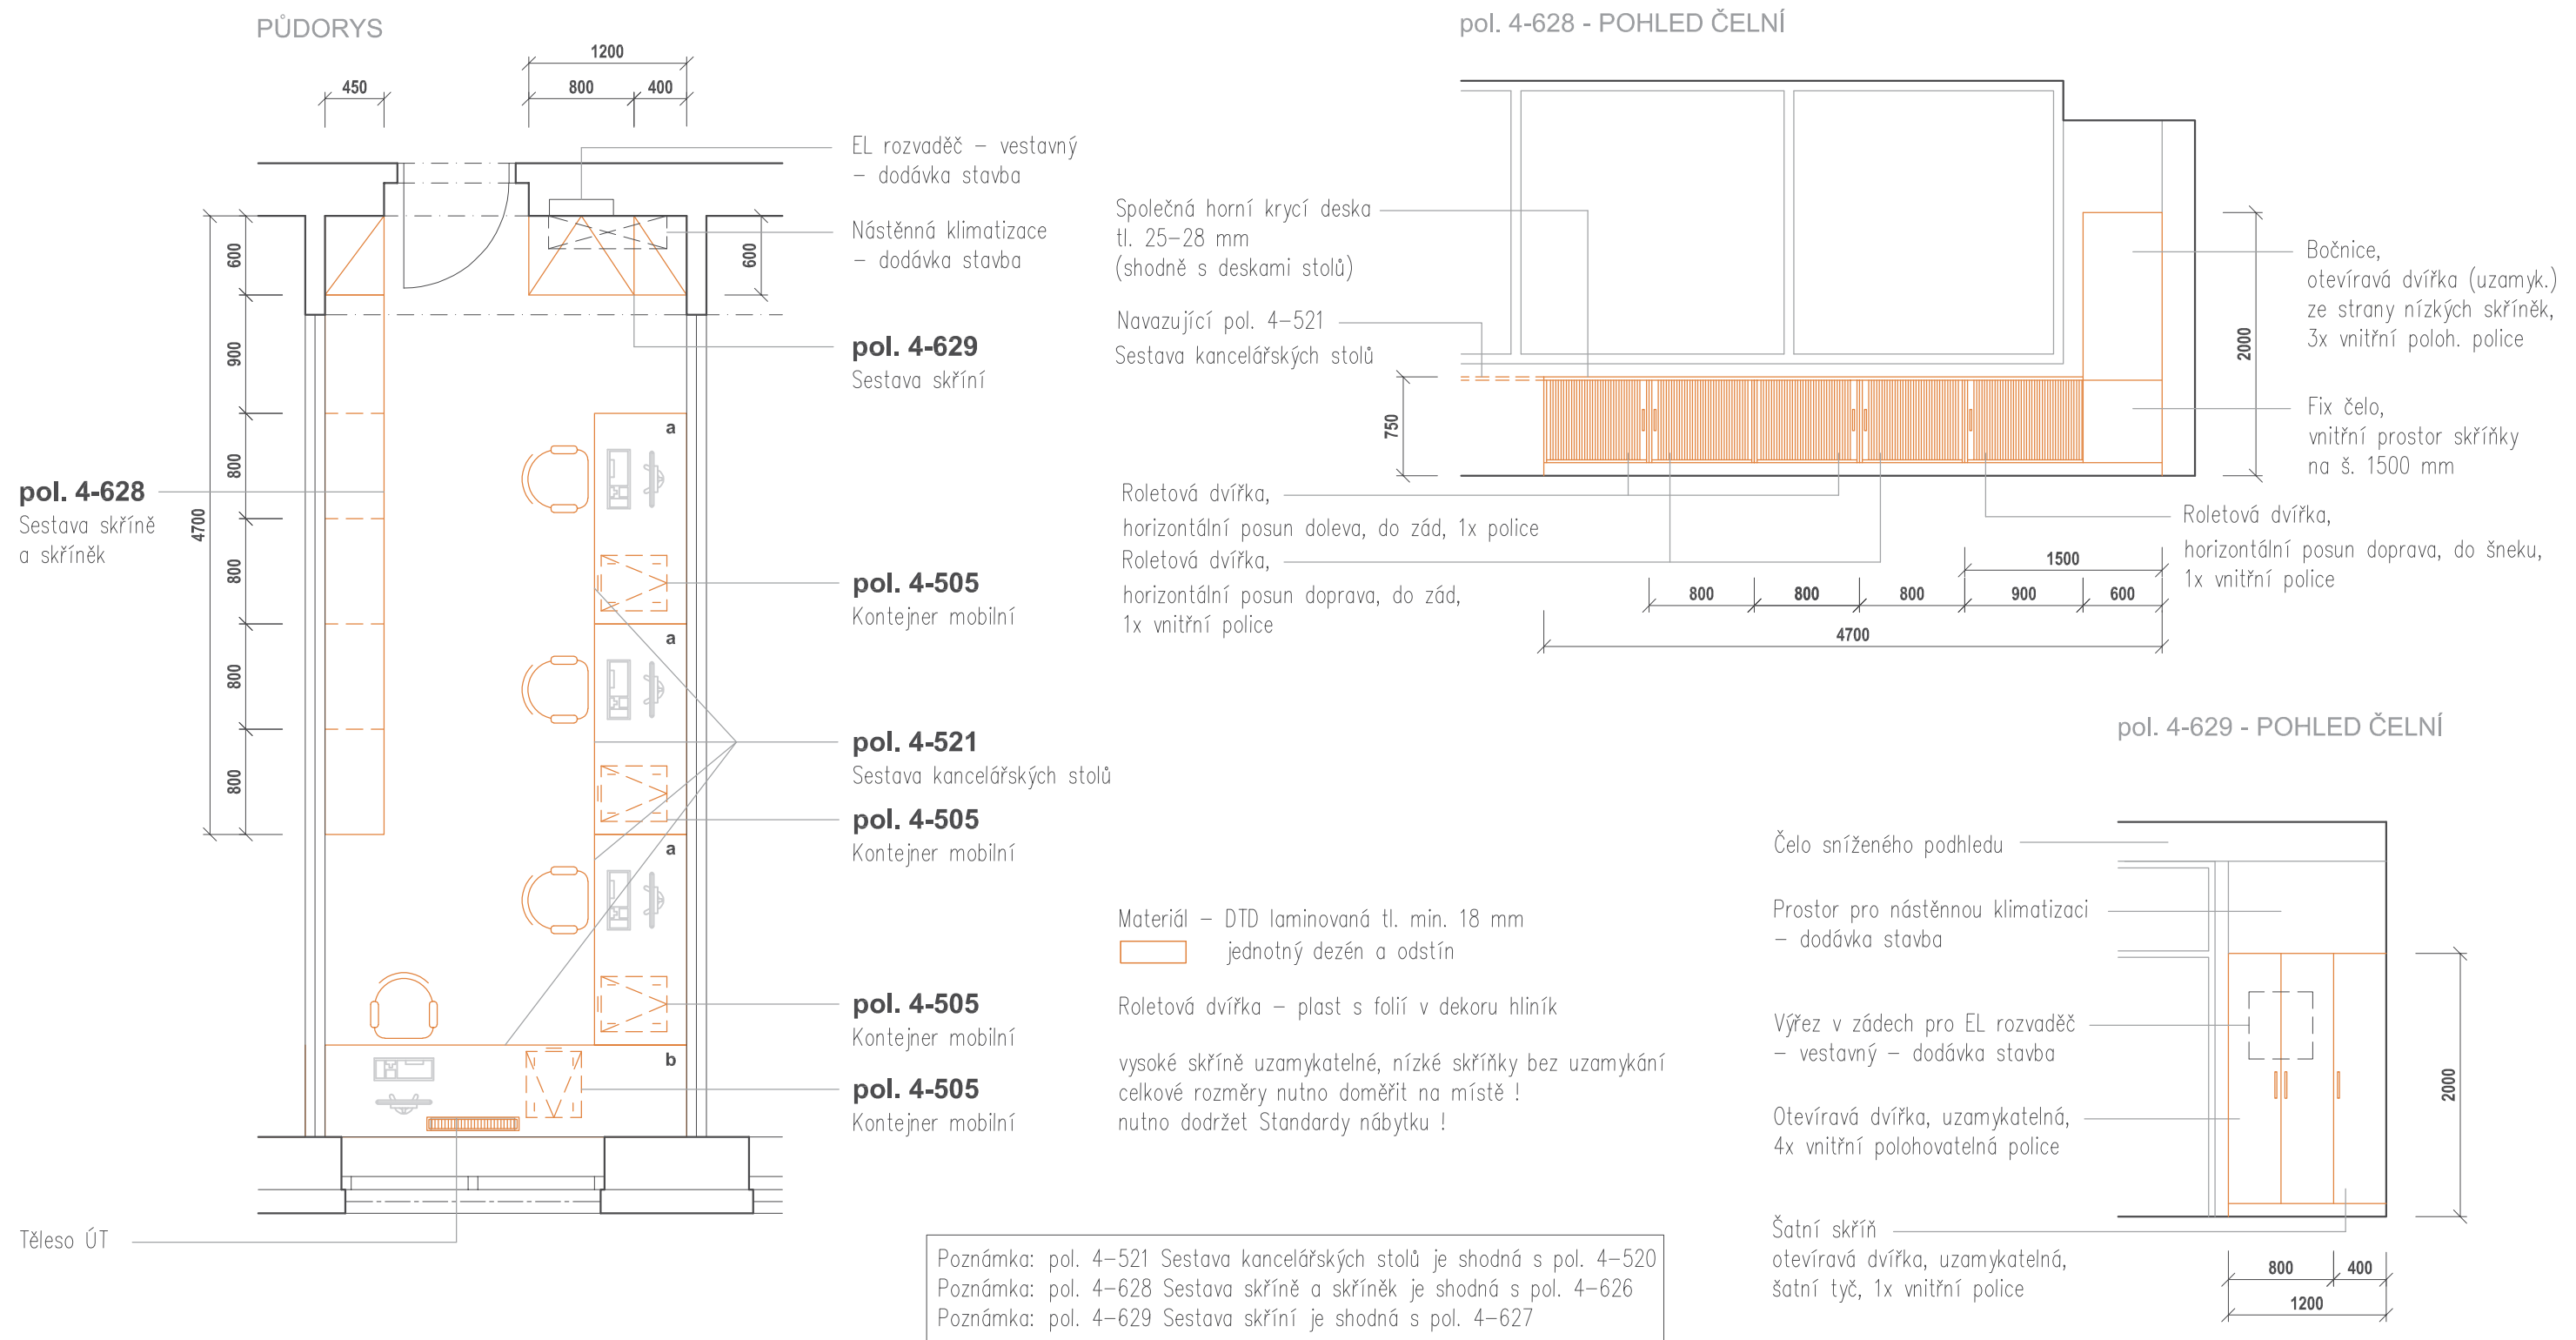 PŮDORYS
1200
450
800
400
EL rozvaděč – vestavný
– dodávka stavba
Nástěnná klimatizace
– dodávka stavba
600
600
900
800
800
800
800
4700
pol. 4-629
Sestava skříní
pol. 4-628
Sestava skříně
a skříněk
a
pol. 4-505
Kontejner mobilní
a
pol. 4-521
Sestava kancelářských stolů
pol. 4-505
Kontejner mobilní
a
pol. 4-505
Kontejner mobilní
b
pol. 4-505
Kontejner mobilní
Těleso ÚT
pol. 4-628 - POHLED ČELNÍ
Společná horní krycí deska
tl. 25–28 mm
(shodně s deskami stolů)
Navazující pol. 4–521
Sestava kancelářských stolů
750
Roletová dvířka,
horizontální posun doleva, do zád, 1x police
Roletová dvířka,
horizontální posun doprava, do zád,
1x vnitřní police
2000
Bočnice,
otevíravá dvířka (uzamyk.)
ze strany nízkých skříněk,
3x vnitřní poloh. police
Fix čelo,
vnitřní prostor skříňky
na š. 1500 mm
Roletová dvířka,
horizontální posun doprava, do šneku,
1x vnitřní police
1500
800
800
800
900
600
4700
Materiál – DTD laminovaná tl. min. 18 mm
jednotný dezén a odstín
Roletová dvířka – plast s folií v dekoru hliník
vysoké skříně uzamykatelné, nízké skříňky bez uzamykání
celkové rozměry nutno doměřit na místě !
nutno dodržet Standardy nábytku !
pol. 4-629 - POHLED ČELNÍ
Čelo sníženého podhledu
Prostor pro nástěnnou klimatizaci
– dodávka stavba
Výřez v zádech pro EL rozvaděč
– vestavný – dodávka stavba
Otevíravá dvířka, uzamykatelná,
4x vnitřní polohovatelná police
Šatní skříň
otevíravá dvířka, uzamykatelná,
šatní tyč, 1x vnitřní police
2000
800
400
1200
Poznámka: pol. 4–521 Sestava kancelářských stolů je shodná s pol. 4–520
Poznámka: pol. 4–628 Sestava skříně a skříněk je shodná s pol. 4–626
Poznámka: pol. 4–629 Sestava skříní je shodná s pol. 4–627